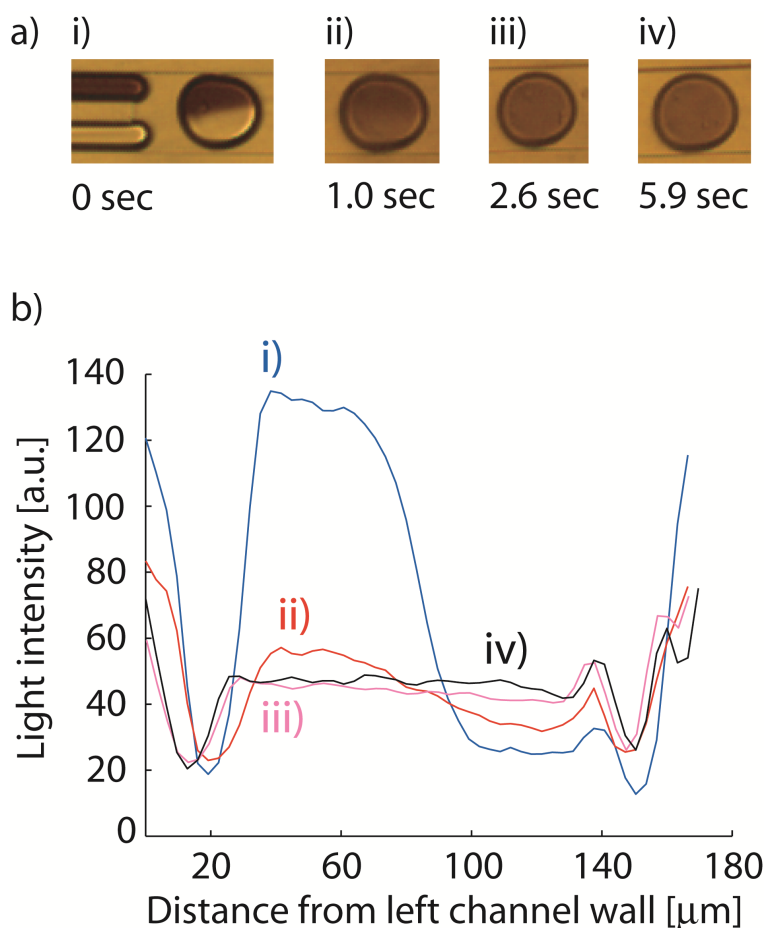 a) i) ii) iii) iv)
0 sec 1.0 sec 2.6 sec 5.9 sec
b)
i)
ii)
iii)
iv)
Light intensity [a.u.]
140
120
100
80
60
40
20
0
20 60 100 140 180
Distance from left channel wall [μm]